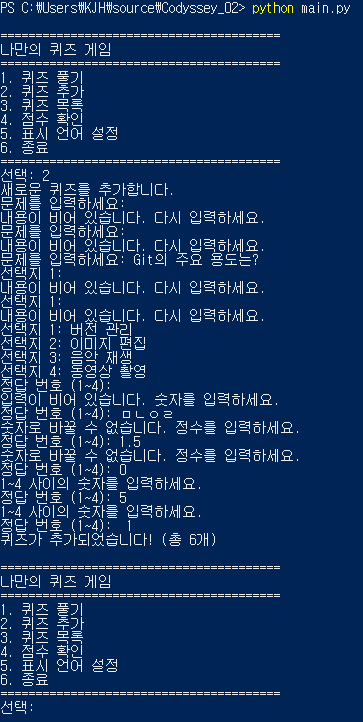 PS C:\Users\KJH\source\Codyssey_02> python main.py
========================================
나만의 퀴즈 게임
========================================
1. 퀴즈 풀기
2. 퀴즈 추가
3. 퀴즈 목록
4. 점수 확인
5. 표시 언어 설정
6. 종료
========================================
선택: 2
새로운 퀴즈를 추가합니다.
문제를 입력하세요:
내용이 비어 있습니다. 다시 입력하세요.
문제를 입력하세요:
내용이 비어 있습니다. 다시 입력하세요.
문제를 입력하세요: Git의 주요 용도는?
선택지 1:
내용이 비어 있습니다. 다시 입력하세요.
선택지 1:
내용이 비어 있습니다. 다시 입력하세요.
선택지 1: 버전 관리
선택지 2: 이미지 편집
선택지 3: 음악 재생
선택지 4: 동영상 촬영
정답 번호 (1~4):
입력이 비어 있습니다. 숫자를 입력하세요.
정답 번호 (1~4): ㅁㄴㅇㄹ
숫자로 바꿀 수 없습니다. 정수를 입력하세요.
정답 번호 (1~4): 1.5
숫자로 바꿀 수 없습니다. 정수를 입력하세요.
정답 번호 (1~4): 0
1~4 사이의 숫자를 입력하세요.
정답 번호 (1~4): 5
1~4 사이의 숫자를 입력하세요.
정답 번호 (1~4):  1
퀴즈가 추가되었습니다! (총 6개)
========================================
나만의 퀴즈 게임
========================================
1. 퀴즈 풀기
2. 퀴즈 추가
3. 퀴즈 목록
4. 점수 확인
5. 표시 언어 설정
6. 종료
========================================
선택: